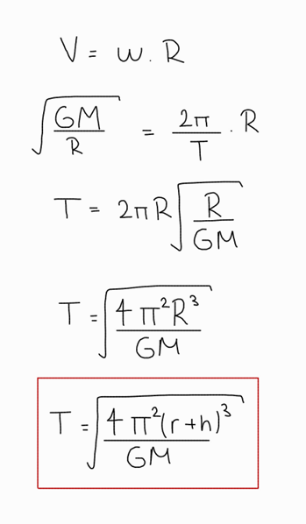 V = w . R
√(GM/R) = 2π/T . R
T = 2πR √(R/GM)
T = √(4π²R³/GM)
T = √(4π²(r+h)³/GM)